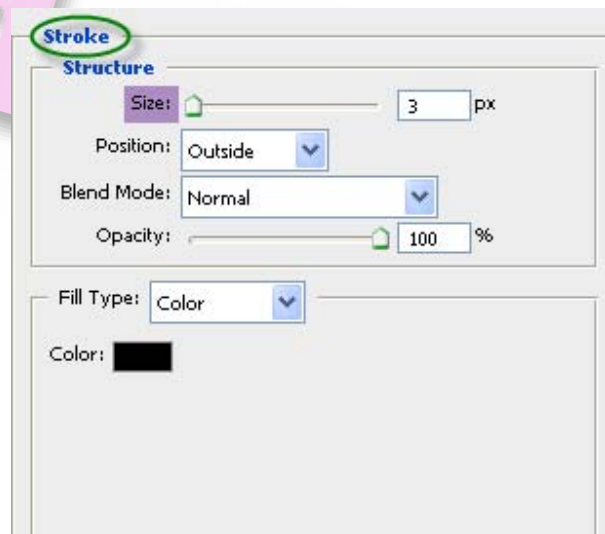 Stroke
Structure
Size: 3 px
Position: Outside
Blend Mode: Normal
Opacity: 100 %
Fill Type: Color
Color: